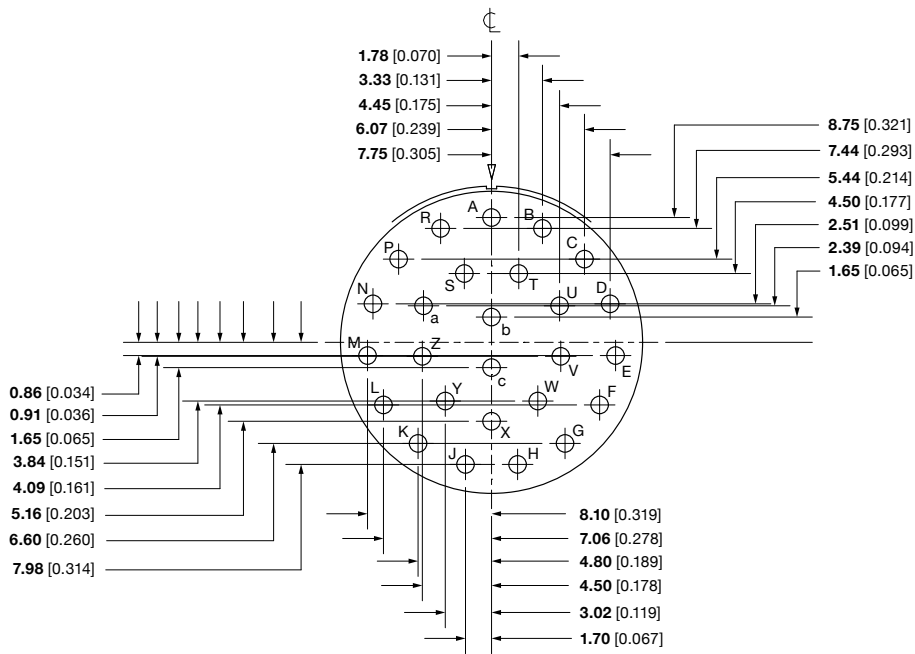 ℄
1.78 [0.070]
3.33 [0.131]
4.45 [0.175]
6.07 [0.239]
7.75 [0.305]
8.75 [0.321]
7.44 [0.293]
5.44 [0.214]
4.50 [0.177]
2.51 [0.099]
2.39 [0.094]
1.65 [0.065]
A
R B
P C
S T
N D
a U
b
M Z V E
c
L Y W F
X
K G
J H
0.86 [0.034]
0.91 [0.036]
1.65 [0.065]
3.84 [0.151]
4.09 [0.161]
5.16 [0.203]
6.60 [0.260]
7.98 [0.314]
8.10 [0.319]
7.06 [0.278]
4.80 [0.189]
4.50 [0.178]
3.02 [0.119]
1.70 [0.067]